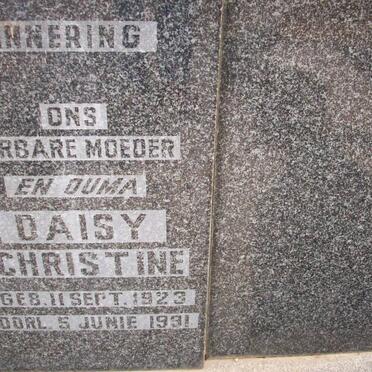 NNERING
ONS
RBARE MOEDER
EN OUMA
DAISY
CHRISTINE
GEB. 11 SEPT. 1923
OORL. 5 JUNIE 1991